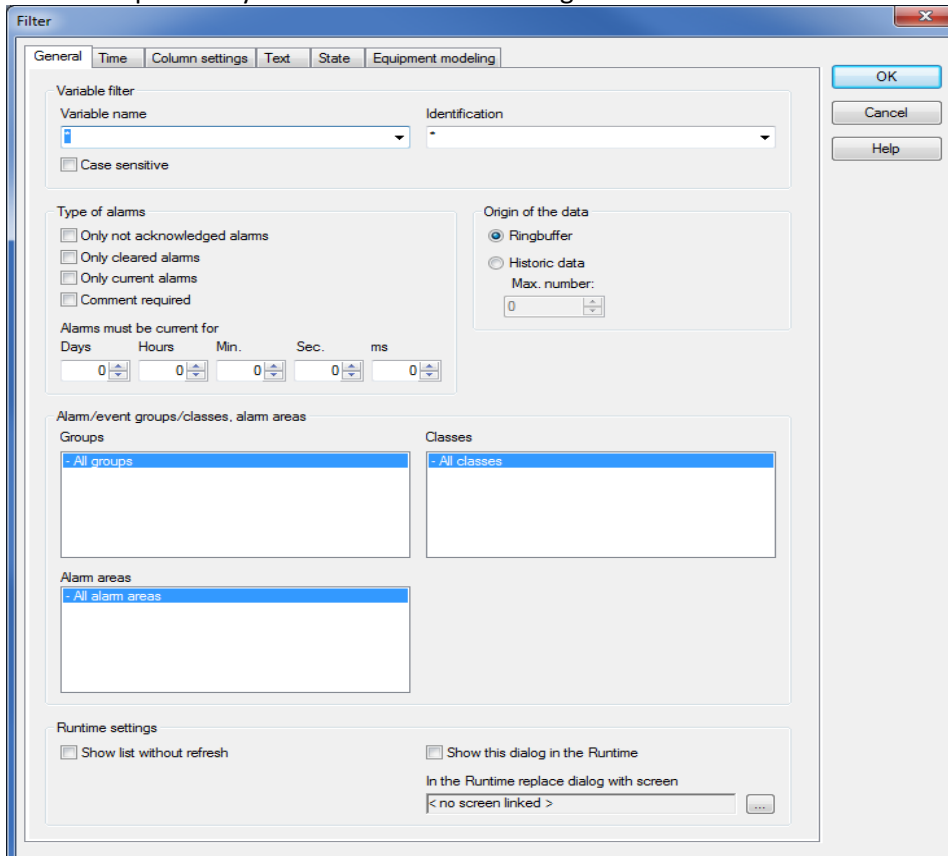 Filter
General Time Column settings Text State Equipment modeling
OK
Cancel
Help
Variable filter
Variable name Identification
* *
Case sensitive
Type of alarms Origin of the data
Only not acknowledged alarms Ringbuffer
Only cleared alarms Historic data
Only current alarms Max. number:
Comment required 0
Alarms must be current for
Days Hours Min. Sec. ms
0 0 0 0 0
Alarm/event groups/classes, alarm areas
Groups Classes
- All groups - All classes
Alarm areas
- All alarm areas
Runtime settings
Show list without refresh Show this dialog in the Runtime
In the Runtime replace dialog with screen
< no screen linked > ...